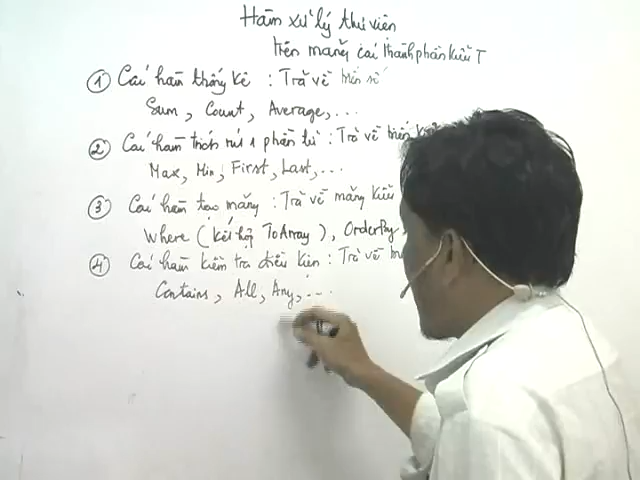 Hàm xử lý thư viện
trên mảng các thành phần kiểu T
1 Các hàm thống kê : Trả về số
Sum, Count, Average, ...
2 Các hàm trích rút 1 phần tử : Trả về
Max, Min, First, Last, ...
3 Các hàm tạo mảng : Trả về mảng kiểu
Where (kết hợp ToArray), OrderBy,
4 Các hàm kiểm tra điều kiện : Trả về
Contains, All, Any, ...